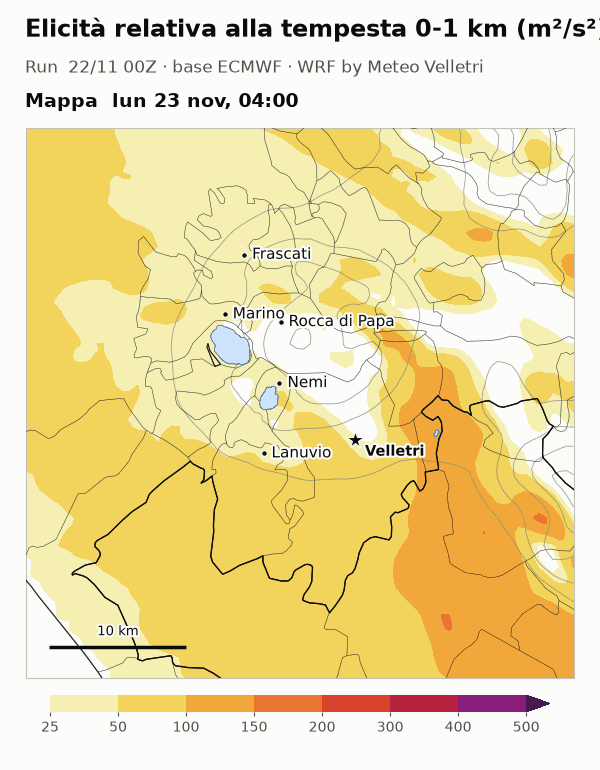 Elicità relativa alla tempesta 0-1 km (m²/s²)
Run 22/11 00Z · base ECMWF · WRF by Meteo Velletri
Mappa lun 23 nov, 04:00
Frascati
Marino
Rocca di Papa
Nemi
Velletri
Lanuvio
10 km
25 50 100 150 200 300 400 500